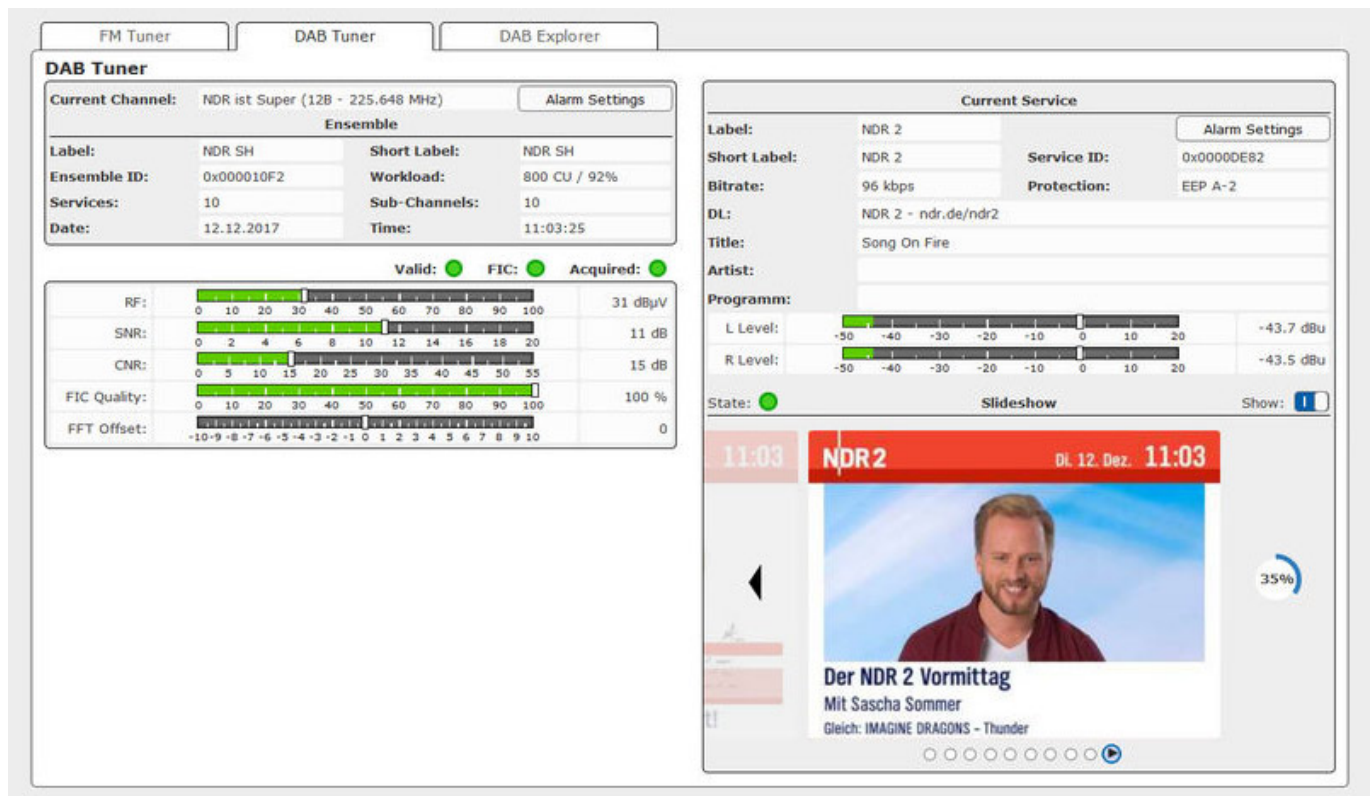 FM Tuner DAB Tuner DAB Explorer
DAB Tuner
Current Channel: NDR ist Super (12B - 225.648 MHz) Alarm Settings
Ensemble
Label: NDR SH Short Label: NDR SH
Ensemble ID: 0x000010F2 Workload: 800 CU / 92%
Services: 10 Sub-Channels: 10
Date: 12.12.2017 Time: 11:03:25
Valid: FIC: Acquired:
RF: 31 dBµV
0 10 20 30 40 50 60 70 80 90 100
SNR: 11 dB
0 2 4 6 8 10 12 14 16 18 20
CNR: 15 dB
0 5 10 15 20 25 30 35 40 45 50 55
FIC Quality: 100 %
0 10 20 30 40 50 60 70 80 90 100
FFT Offset: 0
-10 -9 -8 -7 -6 -5 -4 -3 -2 -1 0 1 2 3 4 5 6 7 8 9 10
Current Service
Label: NDR 2 Alarm Settings
Short Label: NDR 2 Service ID: 0x0000DE82
Bitrate: 96 kbps Protection: EEP A-2
DL: NDR 2 - ndr.de/ndr2
Title: Song On Fire
Artist:
Programm:
L Level: -43.7 dBu
-50 -40 -30 -20 -10 0 10 20
R Level: -43.5 dBu
-50 -40 -30 -20 -10 0 10 20
State: Slideshow Show:
11:03
NDR 2 Di. 12. Dez. 11:03
35%
Der NDR 2 Vormittag
Mit Sascha Sommer
Gleich: IMAGINE DRAGONS - Thunder